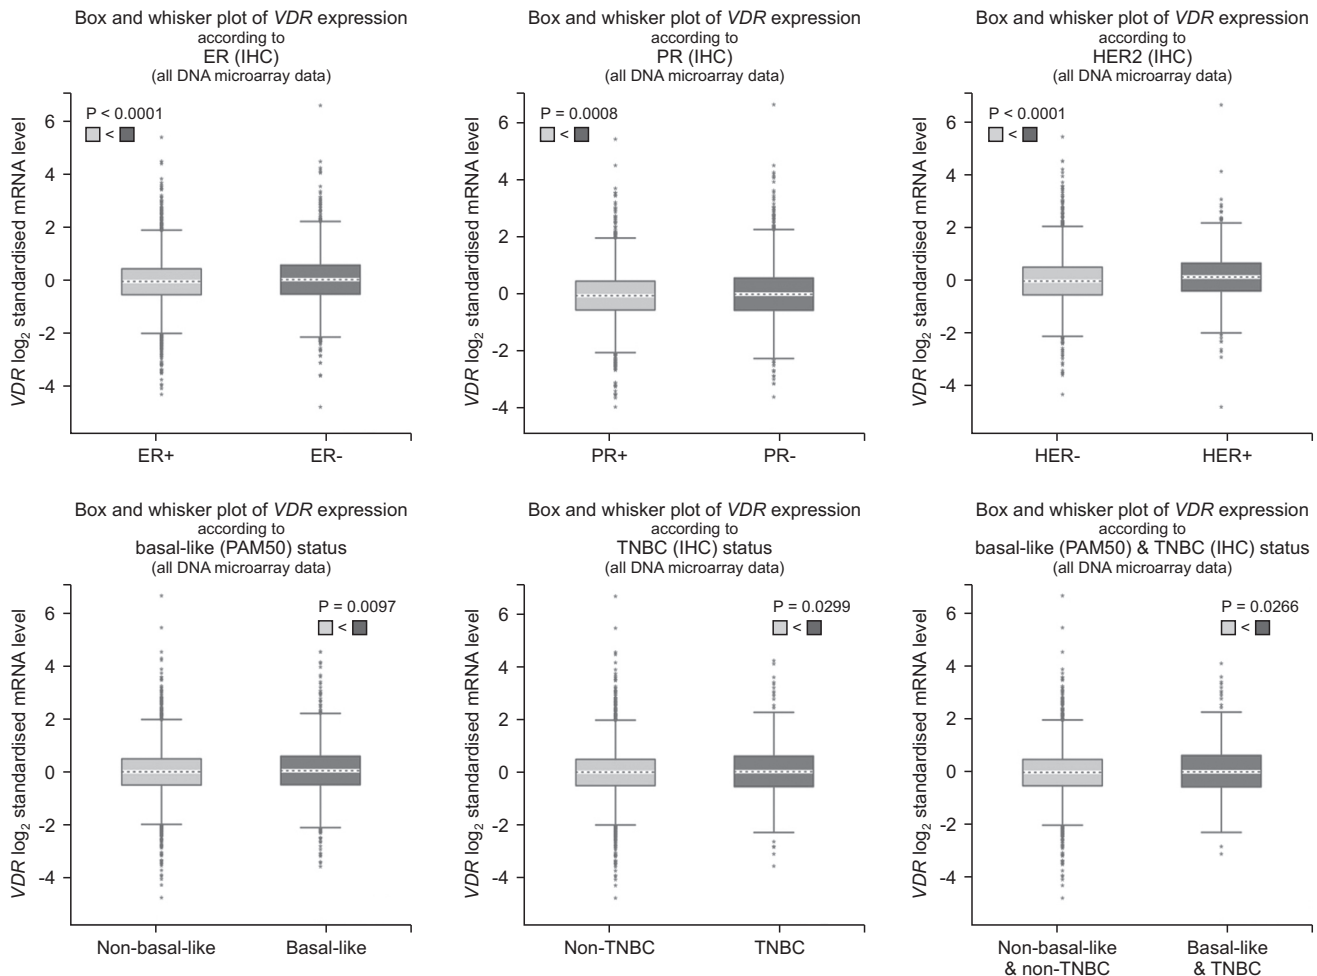 Box and whisker plot of VDR expression
according to
ER (IHC)
(all DNA microarray data)
P < 0.0001
<
VDR log2 standardised mRNA level
6
4
2
0
-2
-4
ER+
ER-
Box and whisker plot of VDR expression
according to
PR (IHC)
(all DNA microarray data)
P = 0.0008
<
VDR log2 standardised mRNA level
6
4
2
0
-2
-4
PR+
PR-
Box and whisker plot of VDR expression
according to
HER2 (IHC)
(all DNA microarray data)
P < 0.0001
<
VDR log2 standardised mRNA level
6
4
2
0
-2
-4
HER-
HER+
Box and whisker plot of VDR expression
according to
basal-like (PAM50) status
(all DNA microarray data)
P = 0.0097
<
VDR log2 standardised mRNA level
6
4
2
0
-2
-4
Non-basal-like
Basal-like
Box and whisker plot of VDR expression
according to
TNBC (IHC) status
(all DNA microarray data)
P = 0.0299
<
VDR log2 standardised mRNA level
6
4
2
0
-2
-4
Non-TNBC
TNBC
Box and whisker plot of VDR expression
according to
basal-like (PAM50) & TNBC (IHC) status
(all DNA microarray data)
P = 0.0266
<
VDR log2 standardised mRNA level
6
4
2
0
-2
-4
Non-basal-like
& non-TNBC
Basal-like
& TNBC